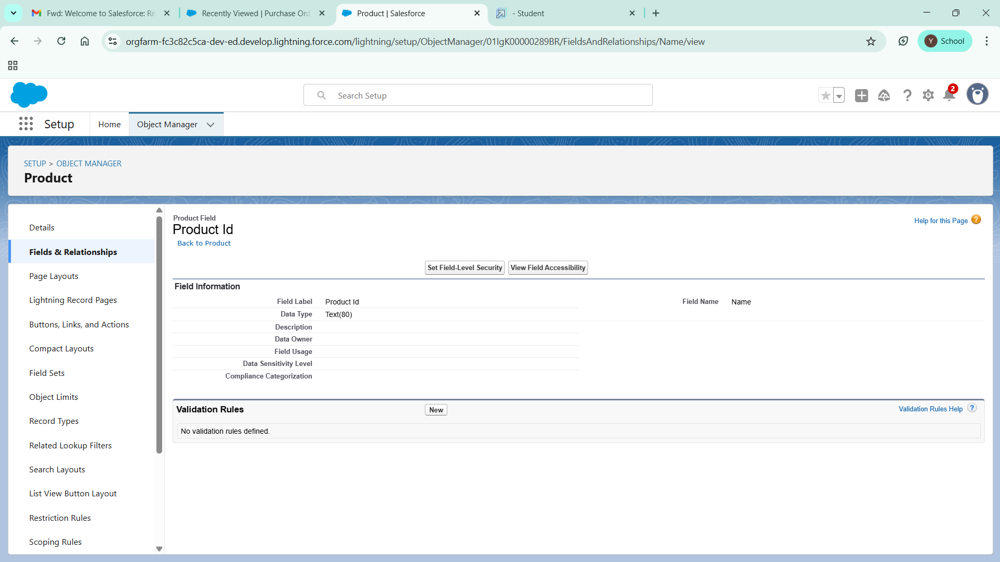 Fwd: Welcome to Salesforce: Re
Recently Viewed | Purchase Ord
Product | Salesforce
- Student
orgfarm-fc3c82c5ca-dev-ed.develop.lightning.force.com/lightning/setup/ObjectManager/01IgK00000289BR/FieldsAndRelationships/Name/view
Y
School
Search Setup
2
Setup
Home
Object Manager
SETUP > OBJECT MANAGER
Product
Details
Fields & Relationships
Page Layouts
Lightning Record Pages
Buttons, Links, and Actions
Compact Layouts
Field Sets
Object Limits
Record Types
Related Lookup Filters
Search Layouts
List View Button Layout
Restriction Rules
Scoping Rules
Product Field
Product Id
Back to Product
Help for this Page ?
Set Field-Level Security
View Field Accessibility
Field Information
Field Label Product Id
Field Name Name
Data Type Text(80)
Description
Data Owner
Field Usage
Data Sensitivity Level
Compliance Categorization
Validation Rules
New
Validation Rules Help ?
No validation rules defined.